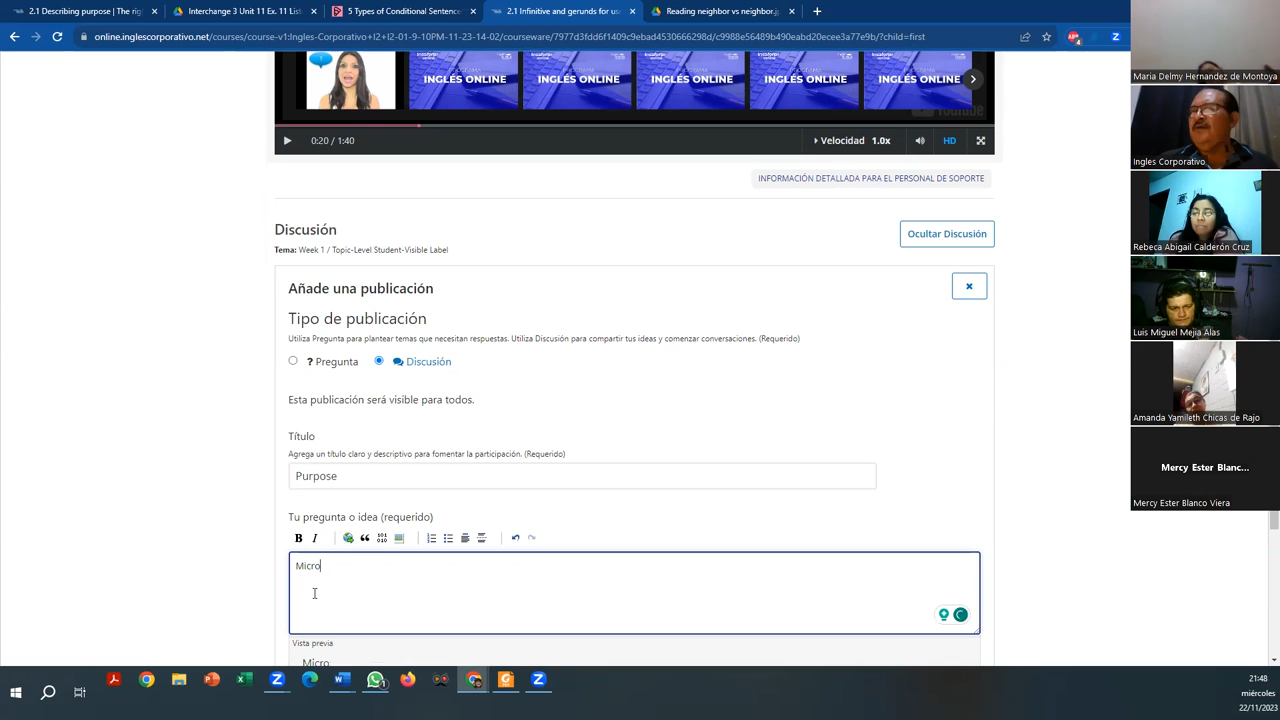 2.1 Describing purpose | The righ
Interchange 3 Unit 11 Ex. 11 List
5 Types of Conditional Sentence
2.1 Infinitive and gerunds for use
Reading neighbor vs neighbor.jp
online.inglescorporativo.net/courses/course-v1:Ingles-Corporativo+I2+I2-01-9-10PM-11-23-14-02/courseware/7977d3fdd6f1409c9ebad4530666298d/c9988e56489b490eabd20ecee3a77e9b/?child=first
INGLÉS ONLINE
INGLÉS ONLINE
INGLÉS ONLINE
INGLÉS ONLINE
INGLÉS ONLINE
0:20 / 1:40
Velocidad 1.0x
HD
INFORMACIÓN DETALLADA PARA EL PERSONAL DE SOPORTE
Discusión
Tema: Week 1 / Topic-Level Student-Visible Label
Ocultar Discusión
Añade una publicación
Tipo de publicación
Utiliza Pregunta para plantear temas que necesitan respuestas. Utiliza Discusión para compartir tus ideas y comenzar conversaciones. (Requerido)
? Pregunta
Discusión
Esta publicación será visible para todos.
Título
Agrega un título claro y descriptivo para fomentar la participación. (Requerido)
Purpose
Tu pregunta o idea (requerido)
B I
Micro
Vista previa
Micro
Maria Delmy Hernandez de Montoya
Ingles Corporativo
Rebeca Abigail Calderón Cruz
Luis Miguel Mejia Alas
Amanda Yamileth Chicas de Rajo
Mercy Ester Blanc...
Mercy Ester Blanco Viera
21:48
miércoles
22/11/2023